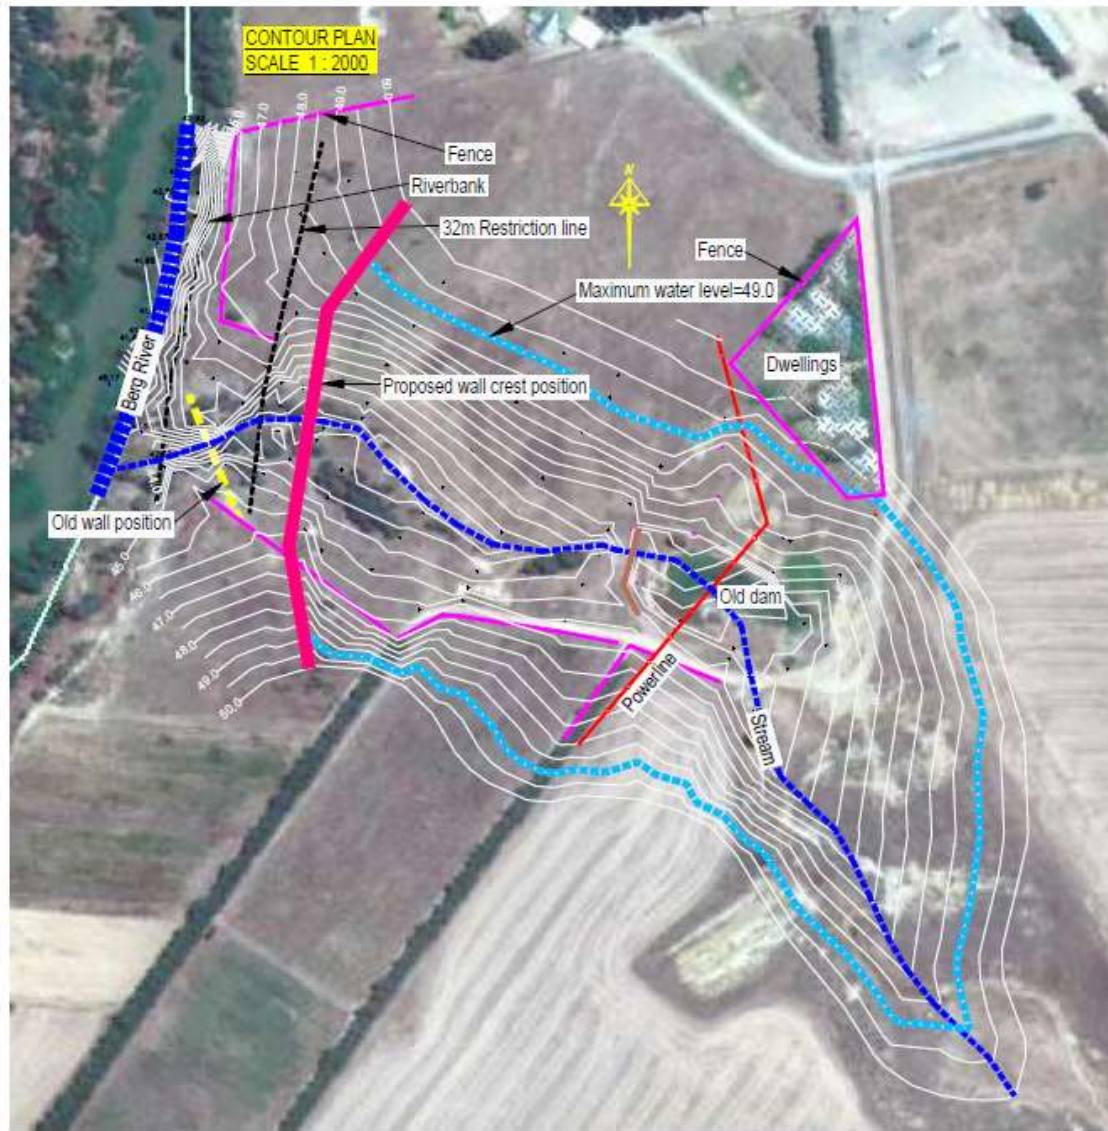 CONTOUR PLAN
SCALE 1 : 2000
47.0
48.0
49.0
Fence
Riverbank
32m Restriction line
N
Fence
Maximum water level=49.0
Dwellings
Berg River
Proposed wall crest position
Old wall position
45.0
46.0
47.0
48.0
49.0
50.0
Old dam
Powerline
Stream